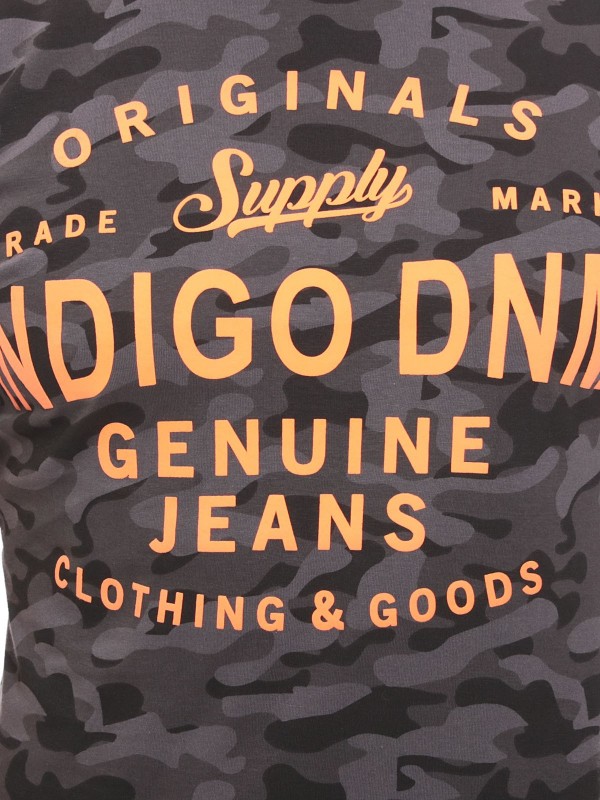 ORIGINALS
Supply
RADE MAR
NDIGO DN
GENUINE
JEANS
CLOTHING & GOODS